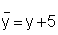 ȳ = y + 5